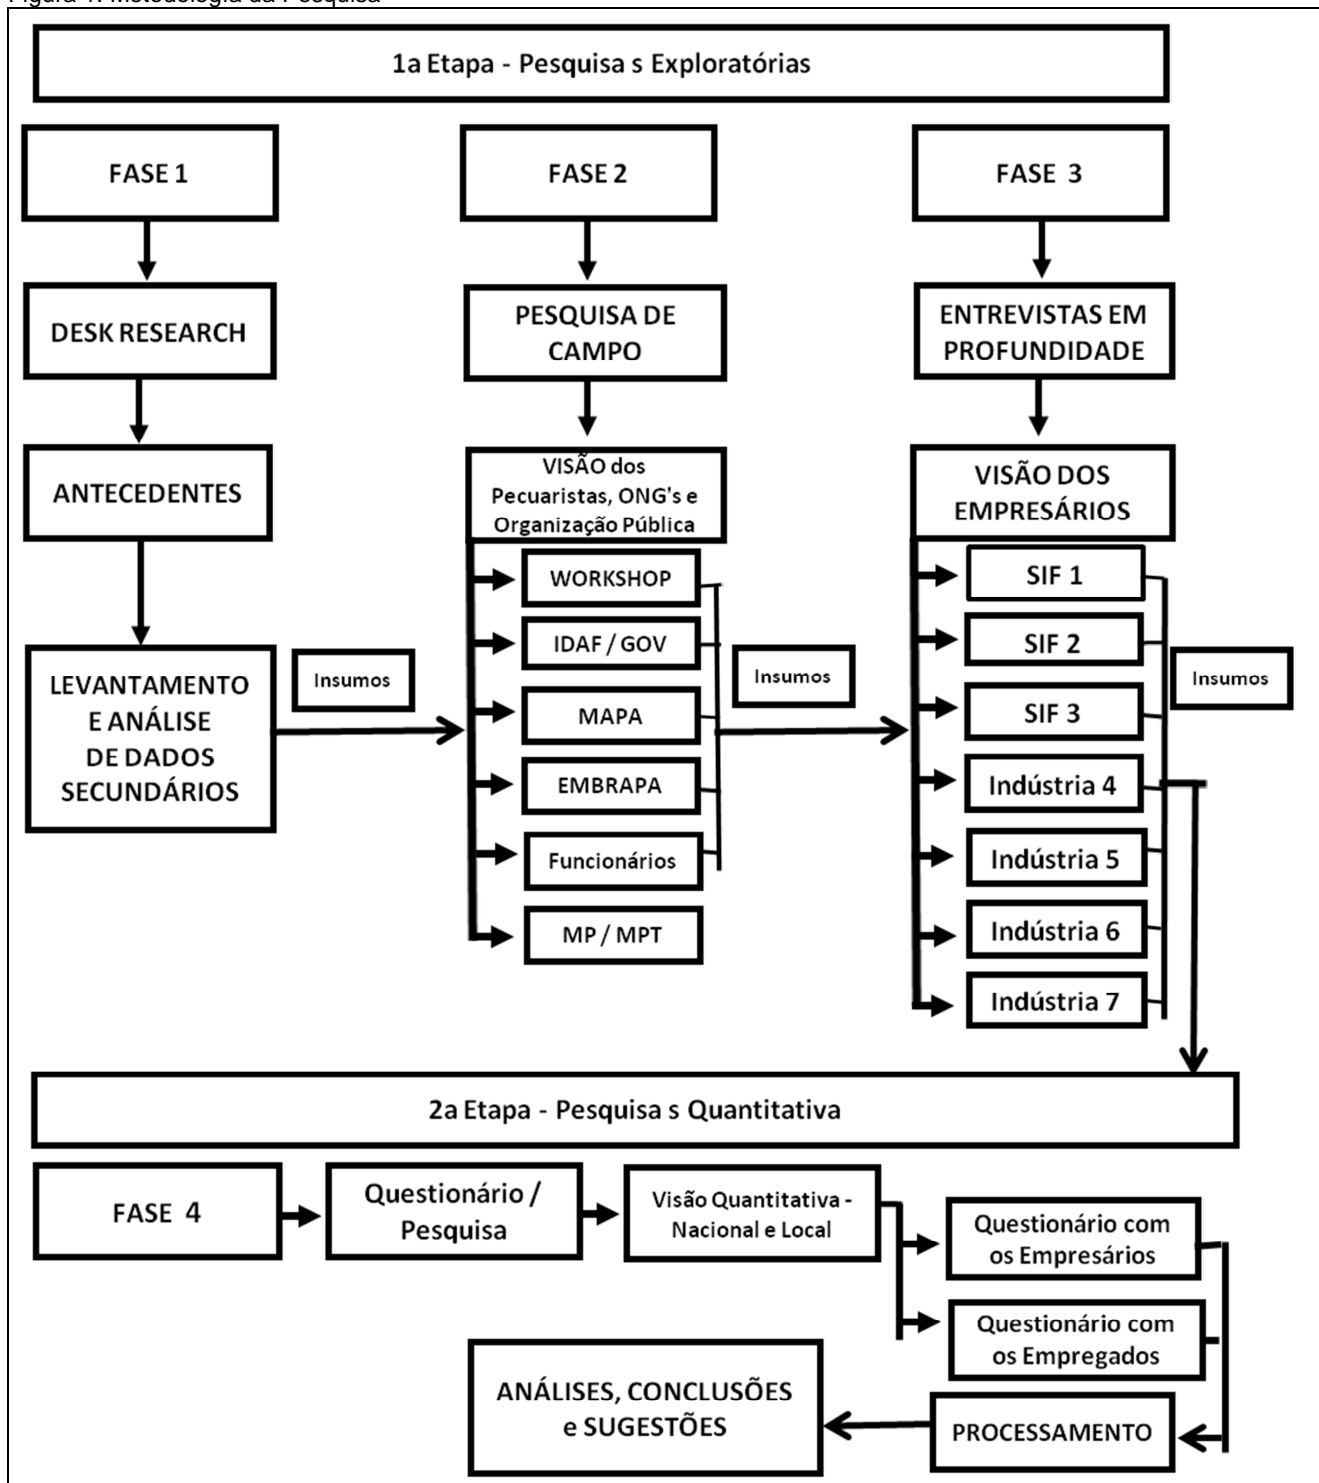 Figura 1: Metodologia da Pesquisa
1a Etapa - Pesquisa s Exploratórias
FASE 1
FASE 2
FASE 3
DESK RESEARCH
PESQUISA DE
CAMPO
ENTREVISTAS EM
PROFUNDIDADE
ANTECEDENTES
VISÃO dos
Pecuaristas, ONG's e
Organização Pública
VISÃO DOS
EMPRESÁRIOS
LEVANTAMENTO
E ANÁLISE
DE DADOS
SECUNDÁRIOS
Insumos
WORKSHOP
IDAF / GOV
MAPA
EMBRAPA
Funcionários
MP / MPT
Insumos
SIF 1
SIF 2
SIF 3
Indústria 4
Indústria 5
Indústria 6
Indústria 7
Insumos
2a Etapa - Pesquisa s Quantitativa
FASE 4
Questionário /
Pesquisa
Visão Quantitativa -
Nacional e Local
Questionário com
os Empresários
Questionário com
os Empregados
PROCESSAMENTO
ANÁLISES, CONCLUSÕES
e SUGESTÕES